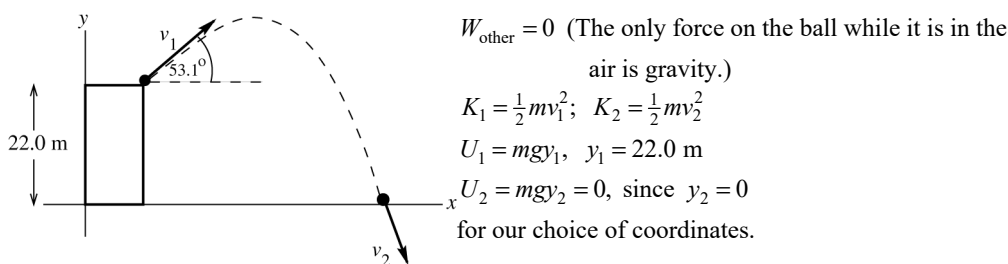 y
v₁
53.1°
22.0 m
x
v₂
W_other = 0 (The only force on the ball while it is in the
air is gravity.)
K₁ = ½mv₁²; K₂ = ½mv₂²
U₁ = mgy₁, y₁ = 22.0 m
U₂ = mgy₂ = 0, since y₂ = 0
for our choice of coordinates.